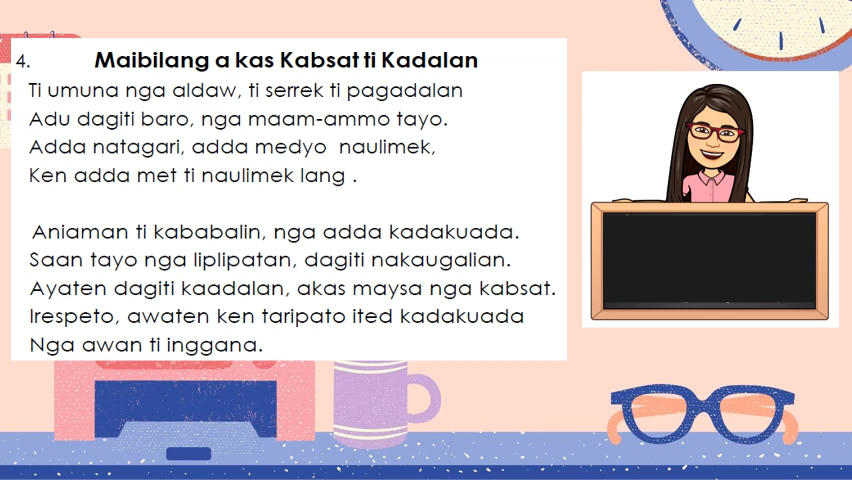 4. Maibilang a kas Kabsat ti Kadalan
Ti umuna nga aldaw, ti serrek ti pagadalan
Adu dagiti baro, nga maam-ammo tayo.
Adda natagari, adda medyo naulimek,
Ken adda met ti naulimek lang .
Aniaman ti kababalin, nga adda kadakuada.
Saan tayo nga liplipatan, dagiti nakaugalian.
Ayaten dagiti kaadalan, akas maysa nga kabsat.
Irespeto, awaten ken taripato ited kadakuada
Nga awan ti inggana.